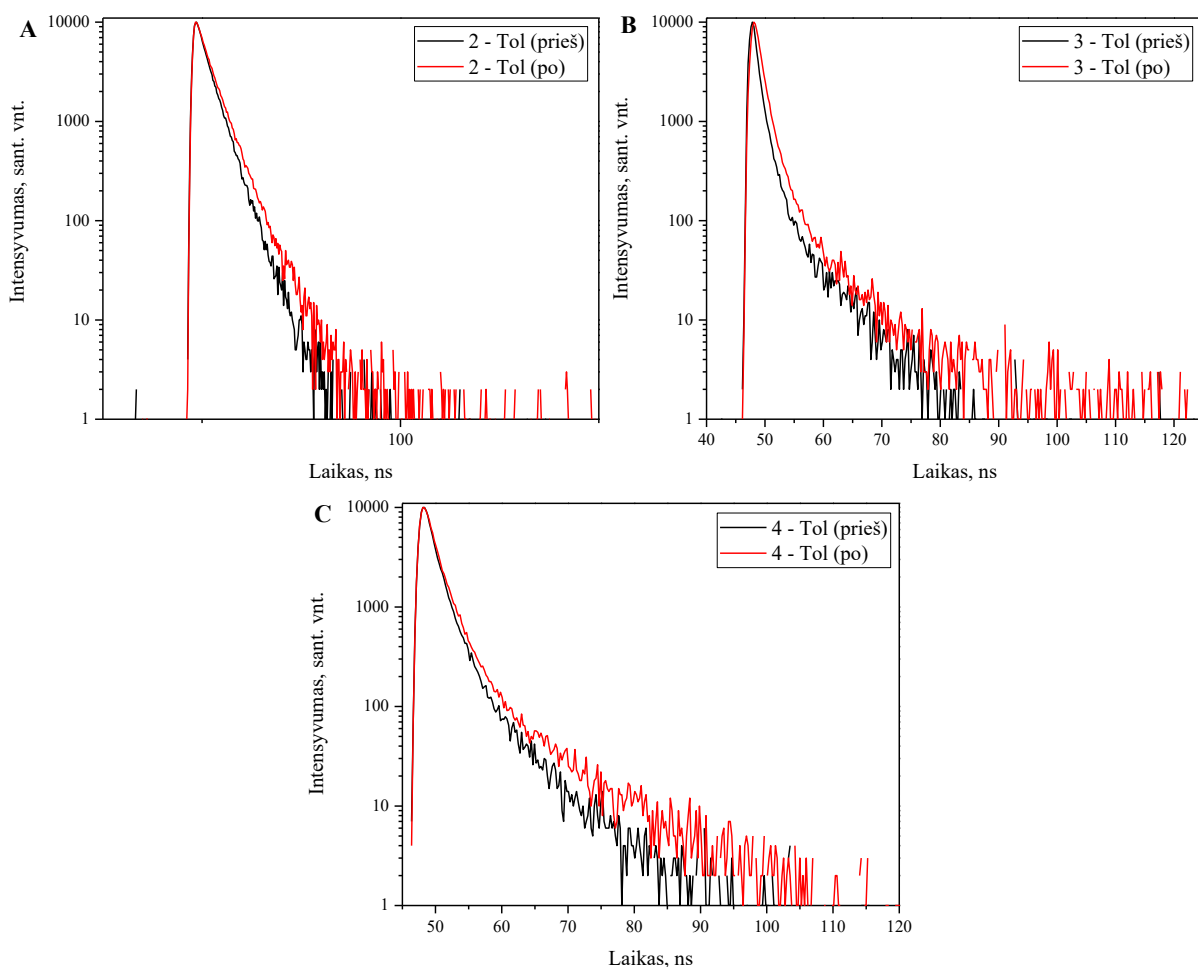 A
10000
1000
100
10
1
2 - Tol (prieš)
2 - Tol (po)
Intensyvumas, sant. vnt.
100
Laikas, ns
B
10000
1000
100
10
1
3 - Tol (prieš)
3 - Tol (po)
Intensyvumas, sant. vnt.
40 50 60 70 80 90 100 110 120
Laikas, ns
C
10000
1000
100
10
1
4 - Tol (prieš)
4 - Tol (po)
Intensyvumas, sant. vnt.
50 60 70 80 90 100 110 120
Laikas, ns